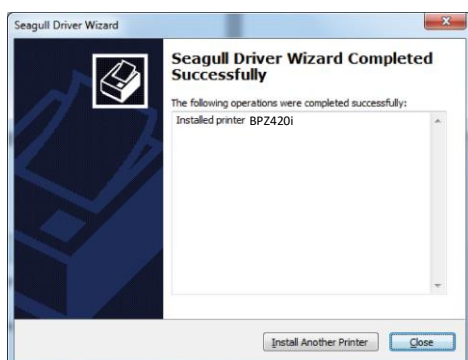 Seagull Driver Wizard
Seagull Driver Wizard Completed
Successfully
The following operations were completed successfully:
Installed printer BPZ420i
Install Another Printer
Close